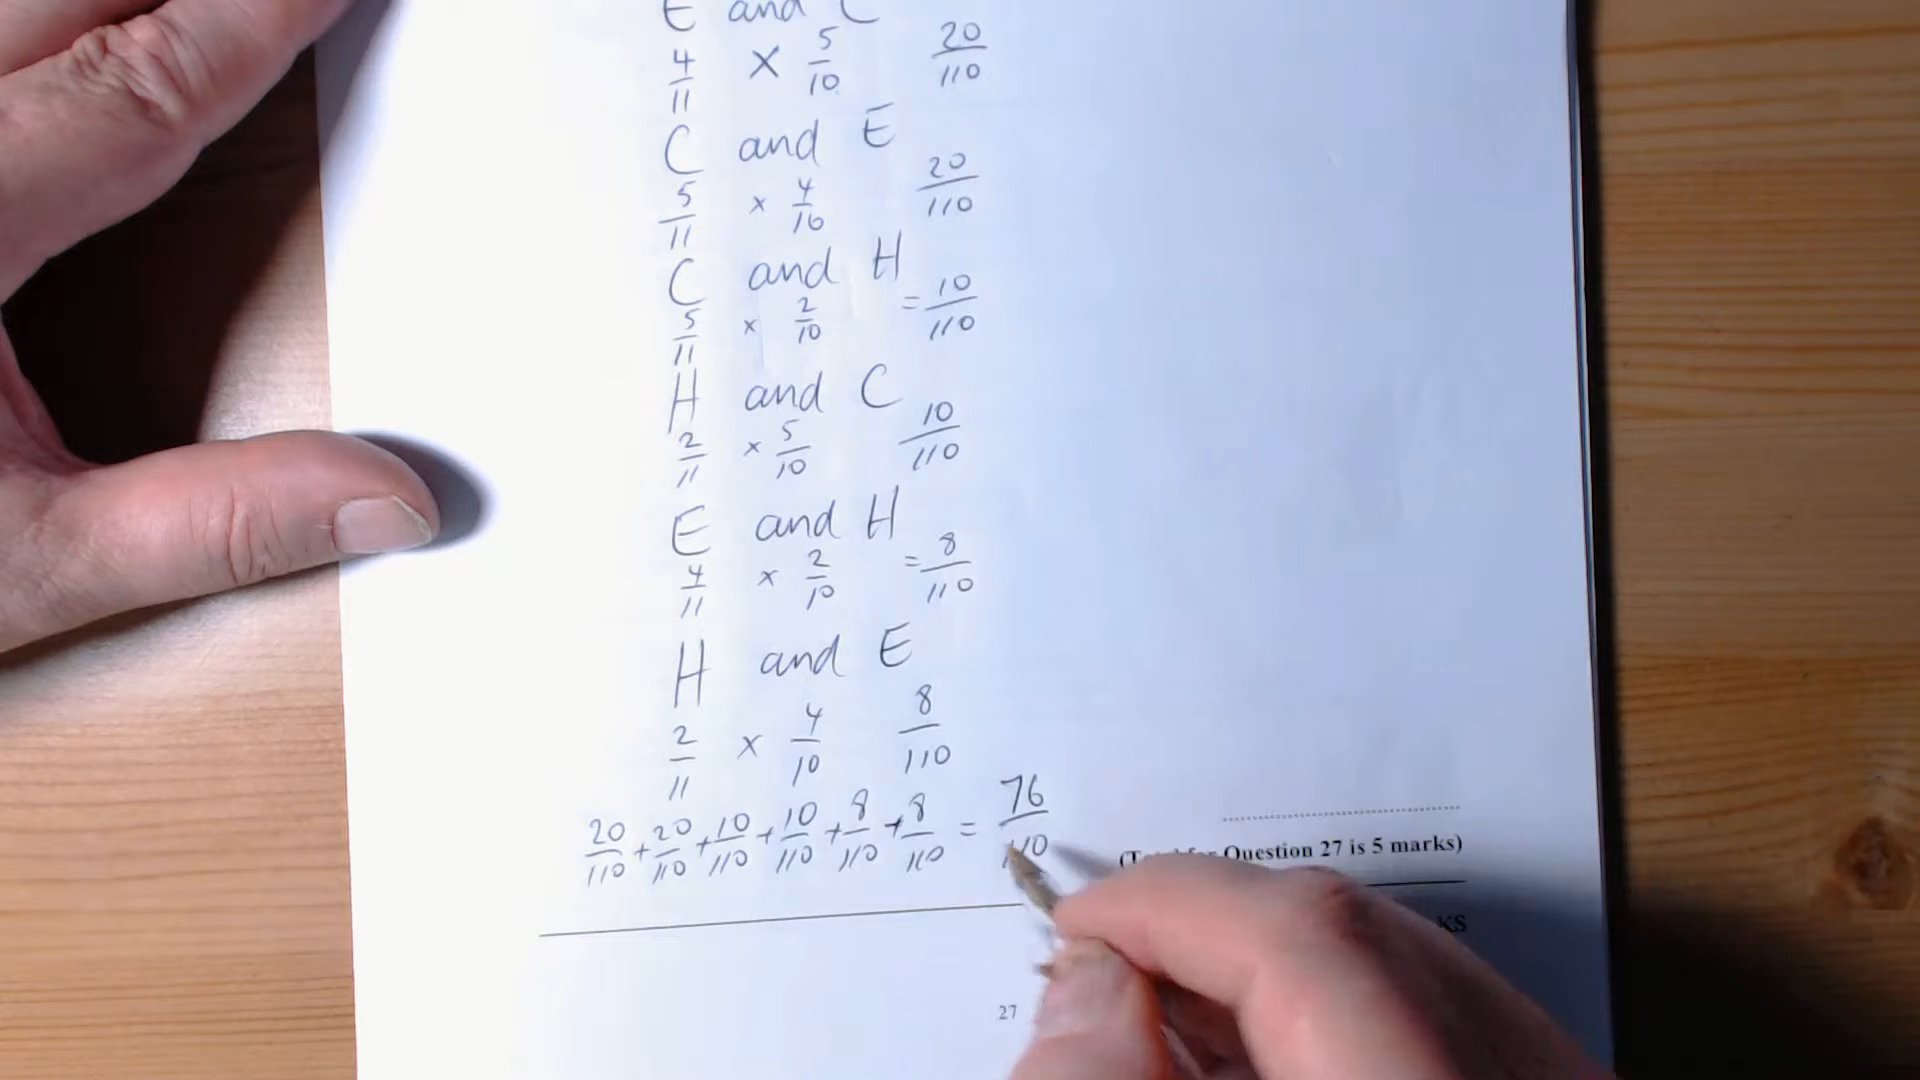 E and C
4/11 × 5/10 20/110
C and E
5/11 × 4/10 20/110
C and H
5/11 × 2/10 = 10/110
H and C
2/11 × 5/10 10/110
E and H
4/11 × 2/10 = 8/110
H and E
2/11 × 4/10 8/110
20/110 + 20/110 + 10/110 + 10/110 + 8/110 + 8/110 = 76/110
Question 27 is 5 marks)
27